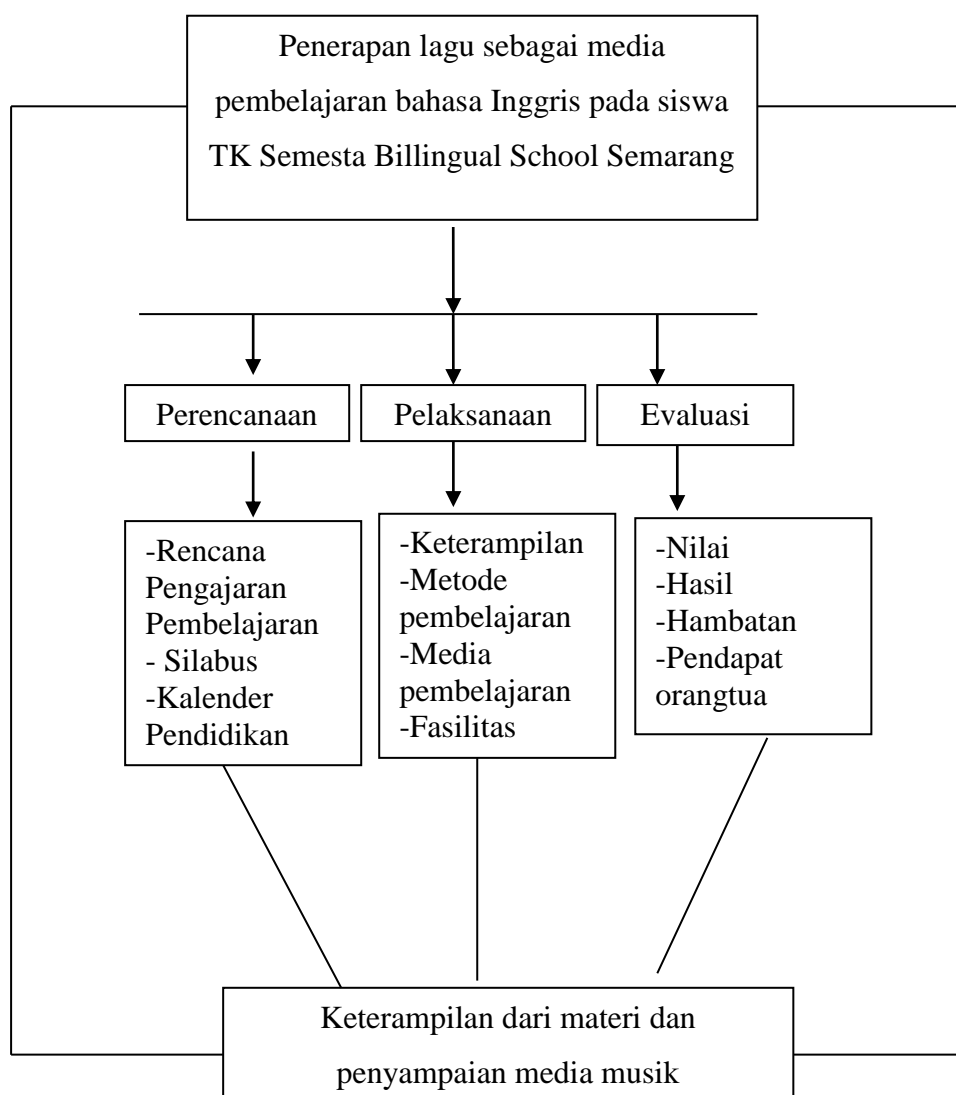 Penerapan lagu sebagai media
pembelajaran bahasa Inggris pada siswa
TK Semesta Billingual School Semarang
Perencanaan
Pelaksanaan
Evaluasi
-Rencana
Pengajaran
Pembelajaran
- Silabus
-Kalender
Pendidikan
-Keterampilan
-Metode
pembelajaran
-Media
pembelajaran
-Fasilitas
-Nilai
-Hasil
-Hambatan
-Pendapat
orangtua
Keterampilan dari materi dan
penyampaian media musik